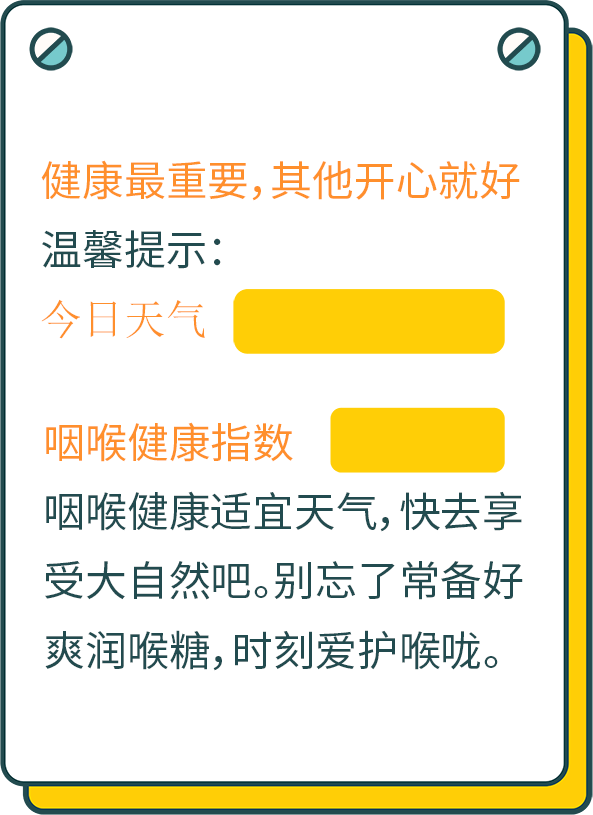 健康最重要，其他开心就好
温馨提示：
今日天气
咽喉健康指数
咽喉健康适宜天气，快去享
受大自然吧。别忘了常备好
爽润喉糖，时刻爱护喉咙。